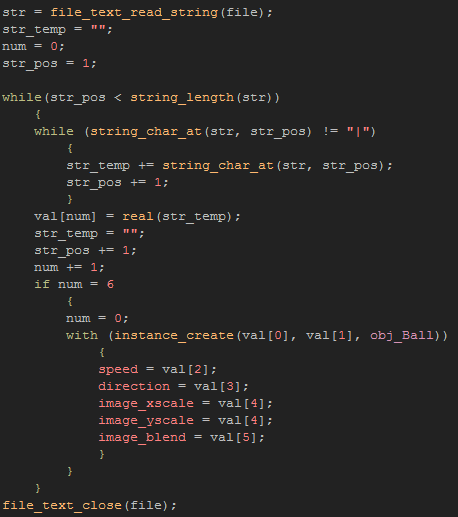 str = file_text_read_string(file);
str_temp = "";
num = 0;
str_pos = 1;
while(str_pos < string_length(str))
{
while (string_char_at(str, str_pos) != "|")
{
str_temp += string_char_at(str, str_pos);
str_pos += 1;
}
val[num] = real(str_temp);
str_temp = "";
str_pos += 1;
num += 1;
if num = 6
{
num = 0;
with (instance_create(val[0], val[1], obj_Ball))
{
speed = val[2];
direction = val[3];
image_xscale = val[4];
image_yscale = val[4];
image_blend = val[5];
}
}
}
file_text_close(file);